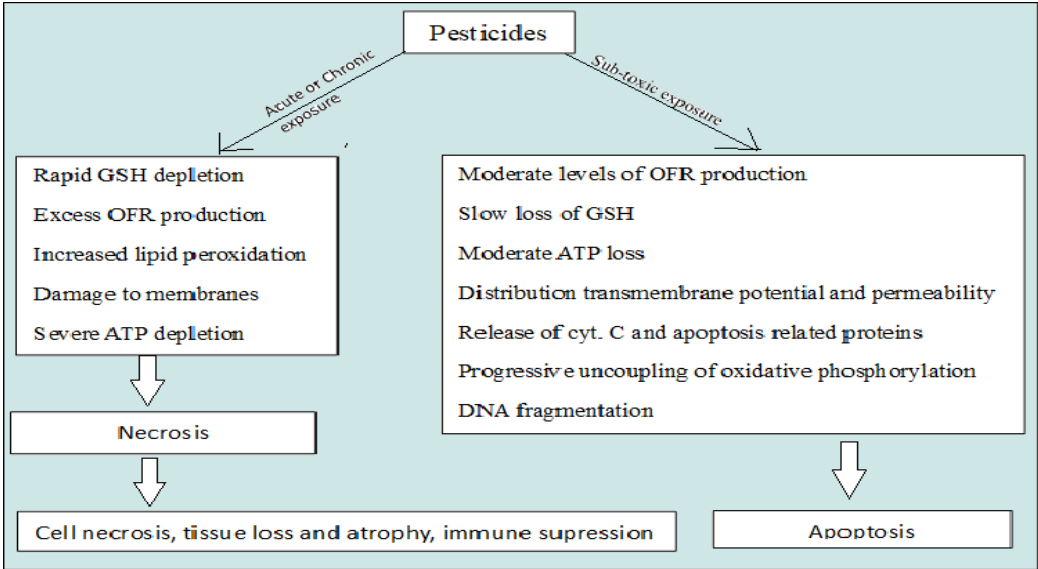 Pesticides
Acute or Chronic
exposure
Sub-toxic exposure
Rapid GSH depletion
Excess OFR production
Increased lipid peroxidation
Damage to membranes
Severe ATP depletion
Moderate levels of OFR production
Slow loss of GSH
Moderate ATP loss
Distribution transmembrane potential and permeability
Release of cyt. C and apoptosis related proteins
Progressive uncoupling of oxidative phosphorylation
DNA fragmentation
Necrosis
Cell necrosis, tissue loss and atrophy, immune supression
Apoptosis